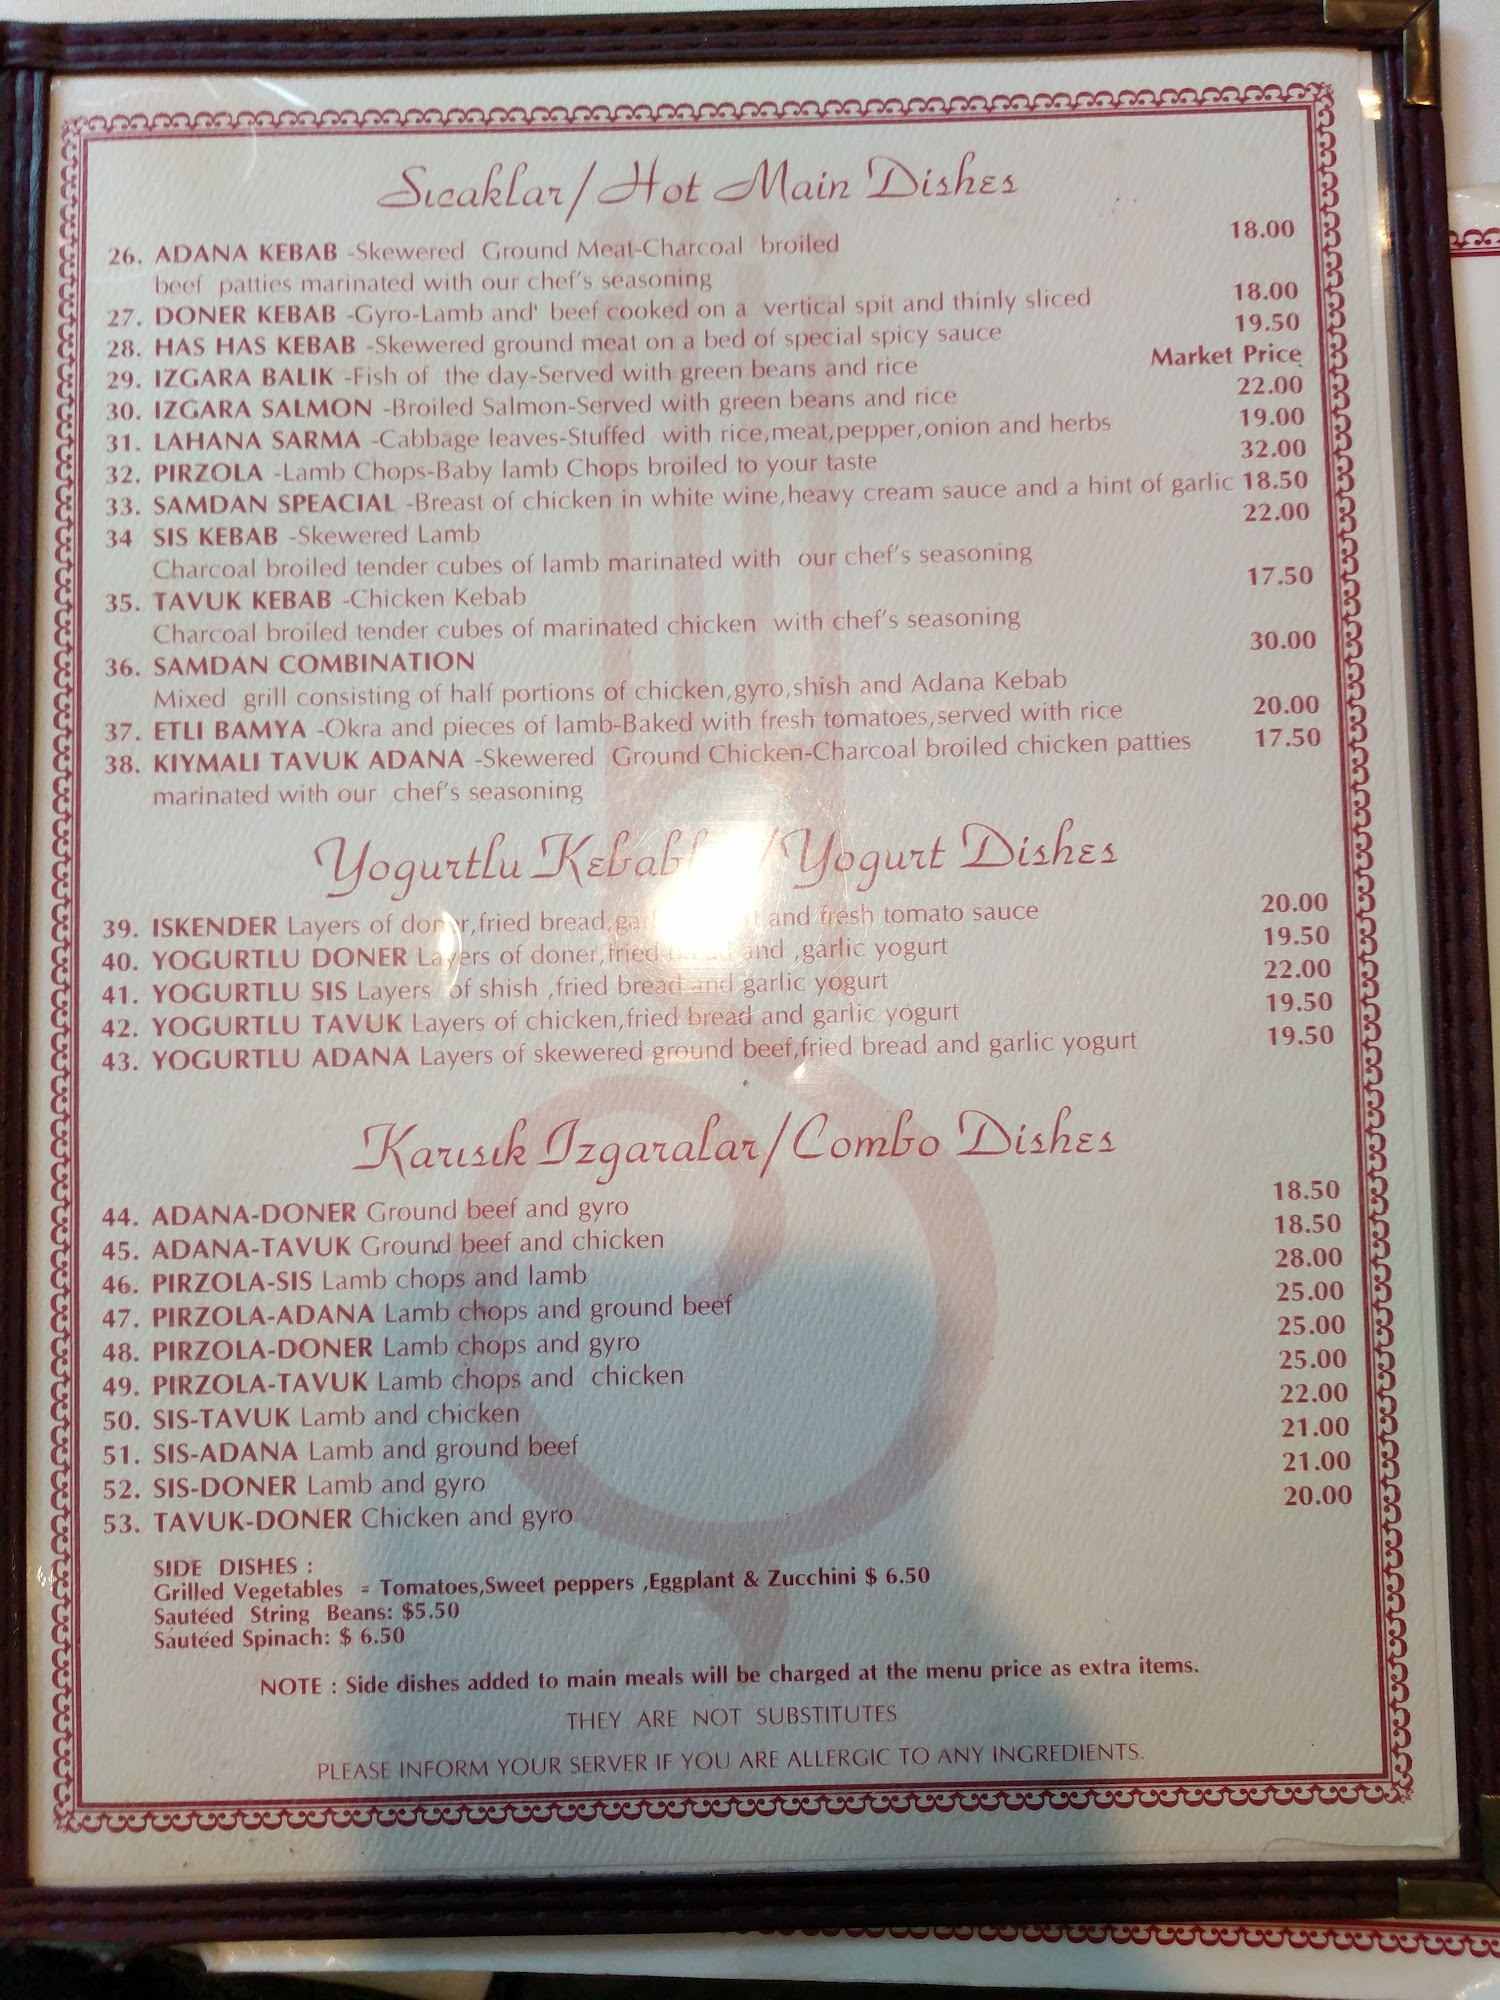 Sıcaklar/Hot Main Dishes
26. ADANA KEBAB -Skewered Ground Meat-Charcoal broiled 18.00
beef patties marinated with our chef's seasoning
27. DONER KEBAB -Gyro-Lamb and' beef cooked on a vertical spit and thinly sliced 18.00
28. HAS HAS KEBAB -Skewered ground meat on a bed of special spicy sauce 19.50
29. IZGARA BALIK -Fish of the day-Served with green beans and rice Market Price
30. IZGARA SALMON -Broiled Salmon-Served with green beans and rice 22.00
31. LAHANA SARMA -Cabbage leaves-Stuffed with rice,meat,pepper,onion and herbs 19.00
32. PIRZOLA -Lamb Chops-Baby lamb Chops broiled to your taste 32.00
33. SAMDAN SPEACIAL -Breast of chicken in white wine,heavy cream sauce and a hint of garlic 18.50
34 SIS KEBAB -Skewered Lamb 22.00
Charcoal broiled tender cubes of lamb marinated with our chef's seasoning
35. TAVUK KEBAB -Chicken Kebab 17.50
Charcoal broiled tender cubes of marinated chicken with chef's seasoning
36. SAMDAN COMBINATION 30.00
Mixed grill consisting of half portions of chicken,gyro,shish and Adana Kebab
37. ETLI BAMYA -Okra and pieces of lamb-Baked with fresh tomatoes,served with rice 20.00
38. KIYMALI TAVUK ADANA -Skewered Ground Chicken-Charcoal broiled chicken patties 17.50
marinated with our chef's seasoning
Yogurtlu /Yogurt Dishes
39. ISKENDER Layers of doner,fried bread, and fresh tomato sauce 20.00
40. YOGURTLU DONER Layers of doner,fried bread and ,garlic yogurt 19.50
41. YOGURTLU SIS Layers of shish ,fried bread and garlic yogurt 22.00
42. YOGURTLU TAVUK Layers of chicken,fried bread and garlic yogurt 19.50
43. YOGURTLU ADANA Layers of skewered ground beef,fried bread and garlic yogurt 19.50
Karısık Izgaralar/Combo Dishes
44. ADANA-DONER Ground beef and gyro 18.50
45. ADANA-TAVUK Ground beef and chicken 18.50
46. PIRZOLA-SIS Lamb chops and lamb 28.00
47. PIRZOLA-ADANA Lamb chops and ground beef 25.00
48. PIRZOLA-DONER Lamb chops and gyro 25.00
49. PIRZOLA-TAVUK Lamb chops and chicken 25.00
50. SIS-TAVUK Lamb and chicken 22.00
51. SIS-ADANA Lamb and ground beef 21.00
52. SIS-DONER Lamb and gyro 21.00
53. TAVUK-DONER Chicken and gyro 20.00
SIDE DISHES :
Grilled Vegetables = Tomatoes,Sweet peppers ,Eggplant & Zucchini $ 6.50
Sautéed String Beans: $5.50
Sautéed Spinach: $ 6.50
NOTE : Side dishes added to main meals will be charged at the menu price as extra items.
THEY ARE NOT SUBSTITUTES
PLEASE INFORM YOUR SERVER IF YOU ARE ALLERGIC TO ANY INGREDIENTS.